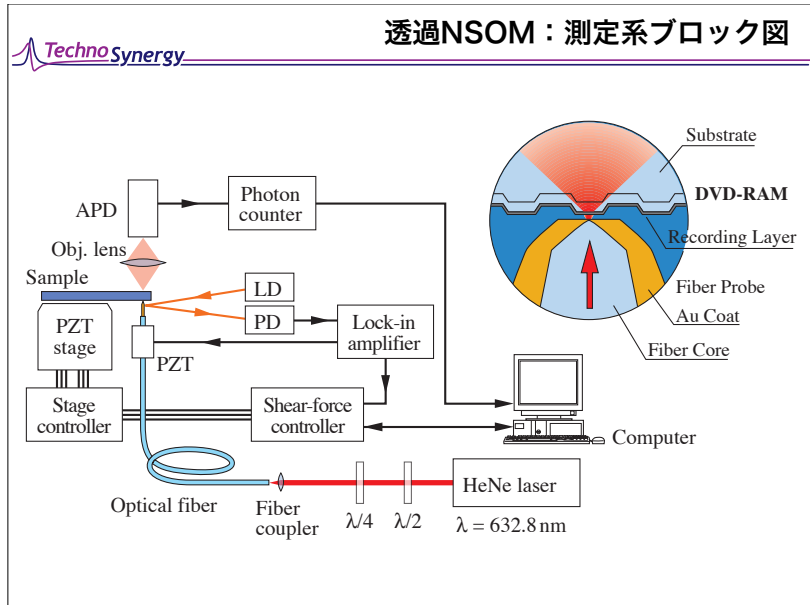 透過NSOM：測定系ブロック図
Techno Synergy
Substrate
DVD-RAM
Recording Layer
Fiber Probe
Au Coat
Fiber Core
APD
Photon
counter
Obj. lens
Sample
LD
PD
Lock-in
amplifier
PZT
stage
PZT
Stage
controller
Shear-force
controller
Computer
Optical fiber
Fiber
coupler
λ/4
λ/2
HeNe laser
λ = 632.8 nm